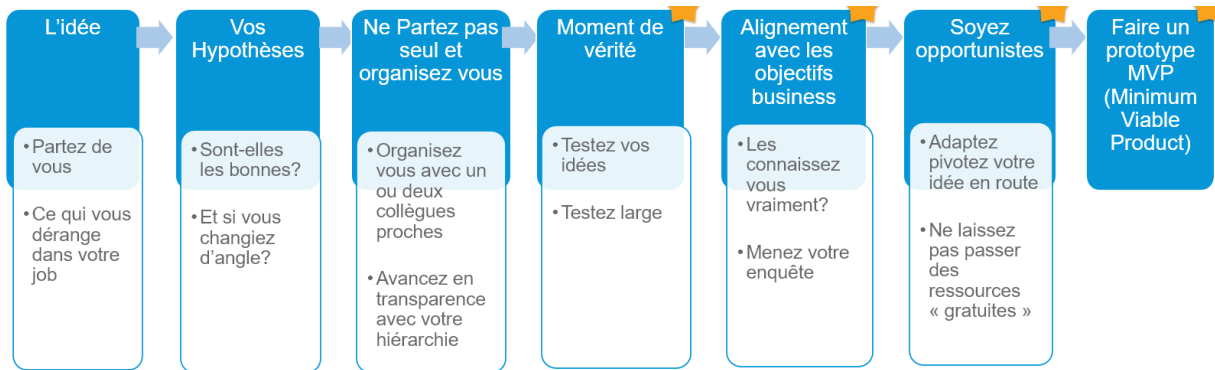 L'idée
• Partez de
vous
• Ce qui vous
dérange
dans votre
job
Vos
Hypothèses
• Sont-elles
les bonnes?
• Et si vous
changiez
d'angle?
Ne Partez pas
seul et
organisez vous
• Organisez
vous avec un
ou deux
collègues
proches
• Avancez en
transparence
avec votre
hiérarchie
Moment de
vérité
• Testez vos
idées
• Testez large
Alignement
avec les
objectifs
business
• Les
connaissez
vous
vraiment?
• Menez votre
enquête
Soyez
opportunistes
• Adaptez
pivotez votre
idée en route
• Ne laissez
pas passer
des
ressources
« gratuites »
Faire un
prototype
MVP
(Minimum
Viable
Product)